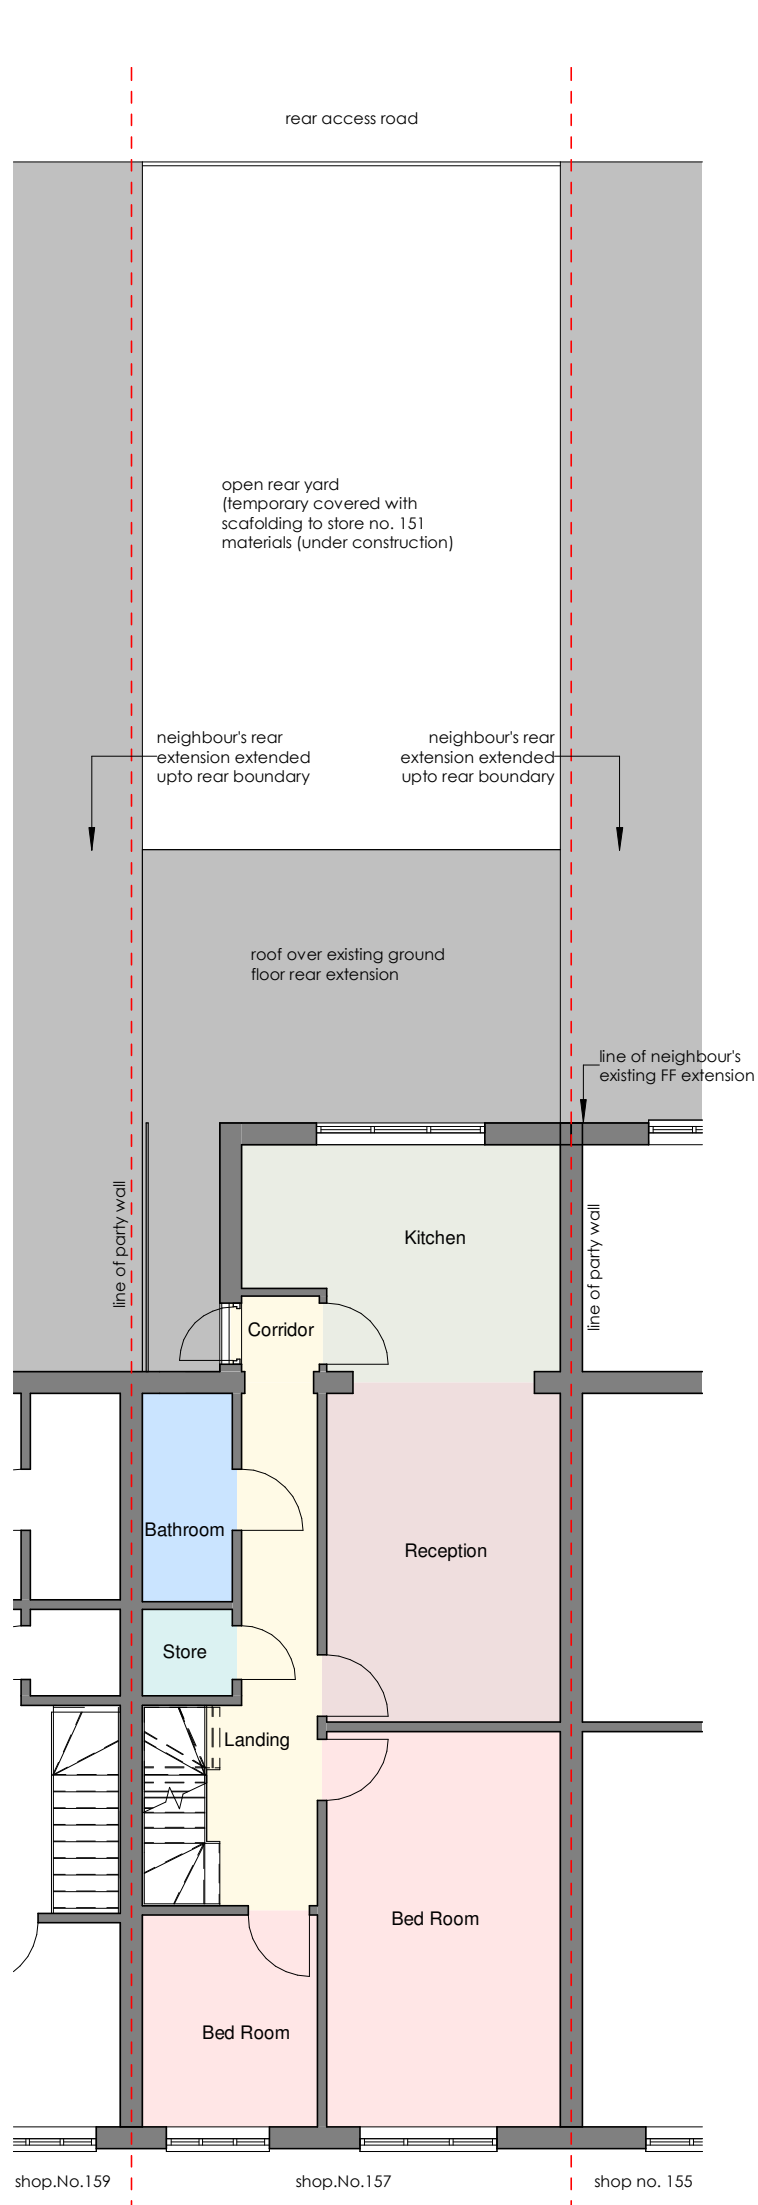 rear access road
open rear yard
(temporary covered with
scafolding to store no. 151
materials (under construction)
neighbour's rear
extension extended
upto rear boundary
neighbour's rear
extension extended
upto rear boundary
roof over existing ground
floor rear extension
line of neighbour's
existing FF extension
line of party wall
line of party wall
Kitchen
Corridor
Bathroom
Reception
Store
Landing
Bed Room
Bed Room
shop.No.159
shop.No.157
shop no. 155